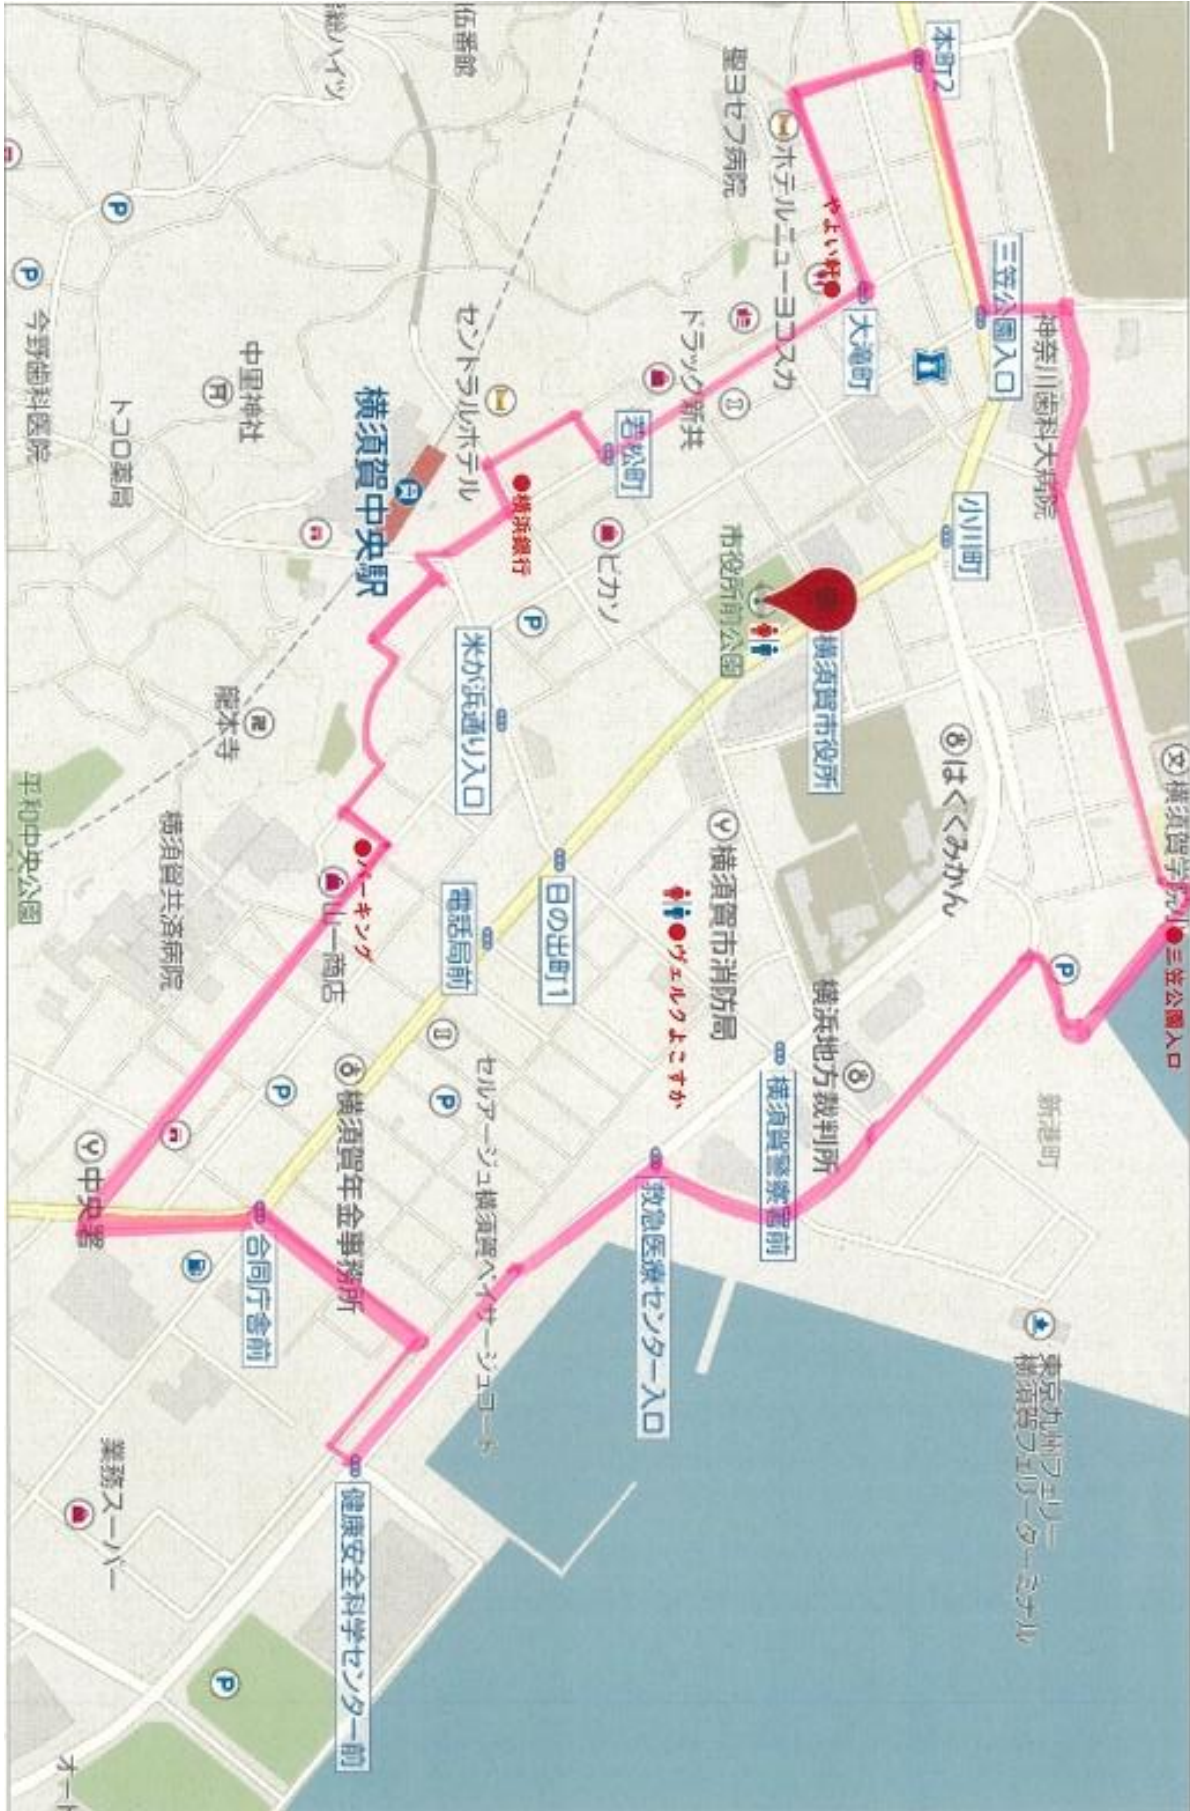 本町2
三笠公園入口
神奈川歯科大病院
横須賀学院小
三笠公園入口
聖ヨゼフ病院
ホテルニューヨコスカ
やよい軒
大滝町
小川町
はぐくみかん
新港町
ドラッグ新共
若松町
ピカソ
市役所前公園
横須賀市役所
横須賀市消防局
横浜地方裁判所
横須賀警察署前
東京九州フェリー
横須賀フェリーターミナル
伍番館
セントラルホテル
横浜銀行
横須賀中央駅
米が浜通り入口
日の出町1
電話局前
ヴェルクよこすか
救急医療センター入口
セルアージュ横須賀ベイサージュコート
中里神社
トコロ薬局
今野歯科医院
龍本寺
平和中央公園
横須賀共済病院
パーキング
山一商店
横須賀年金事務所
中央署
合同庁舎前
健康安全科学センター前
業務スーパー
P
P
P
P
P
P
P